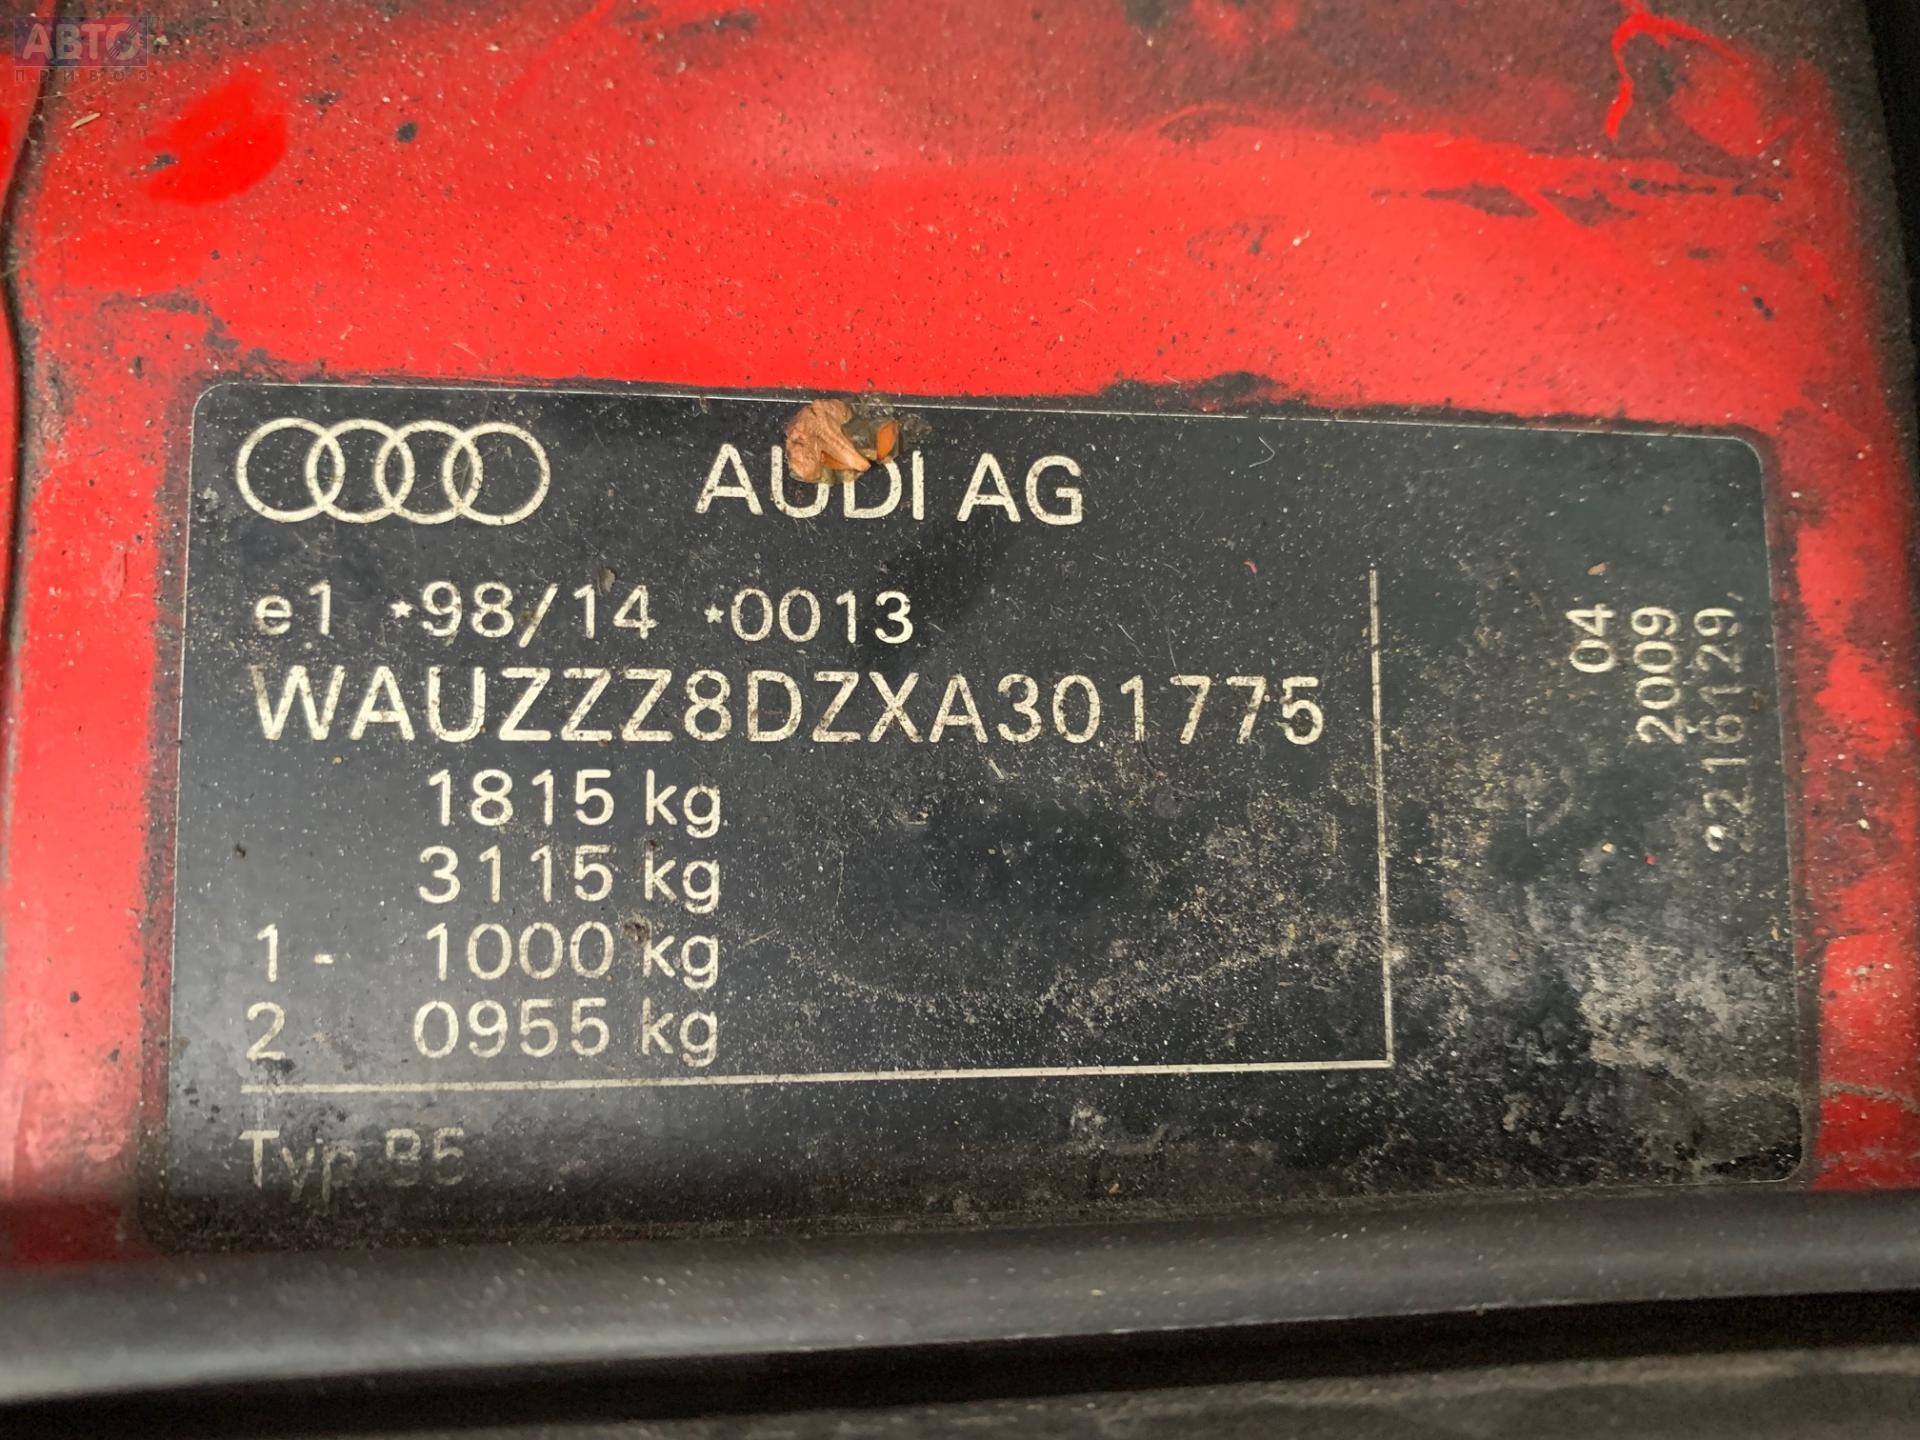 АВТО
ПРИВОЗ
AUDI AG
e1 *98/14 *0013
WAUZZZ8DZXA301775
1815 kg
3115 kg
1 - 1000 kg
2 - 0955 kg
Typ B5
04
2009
2216129,